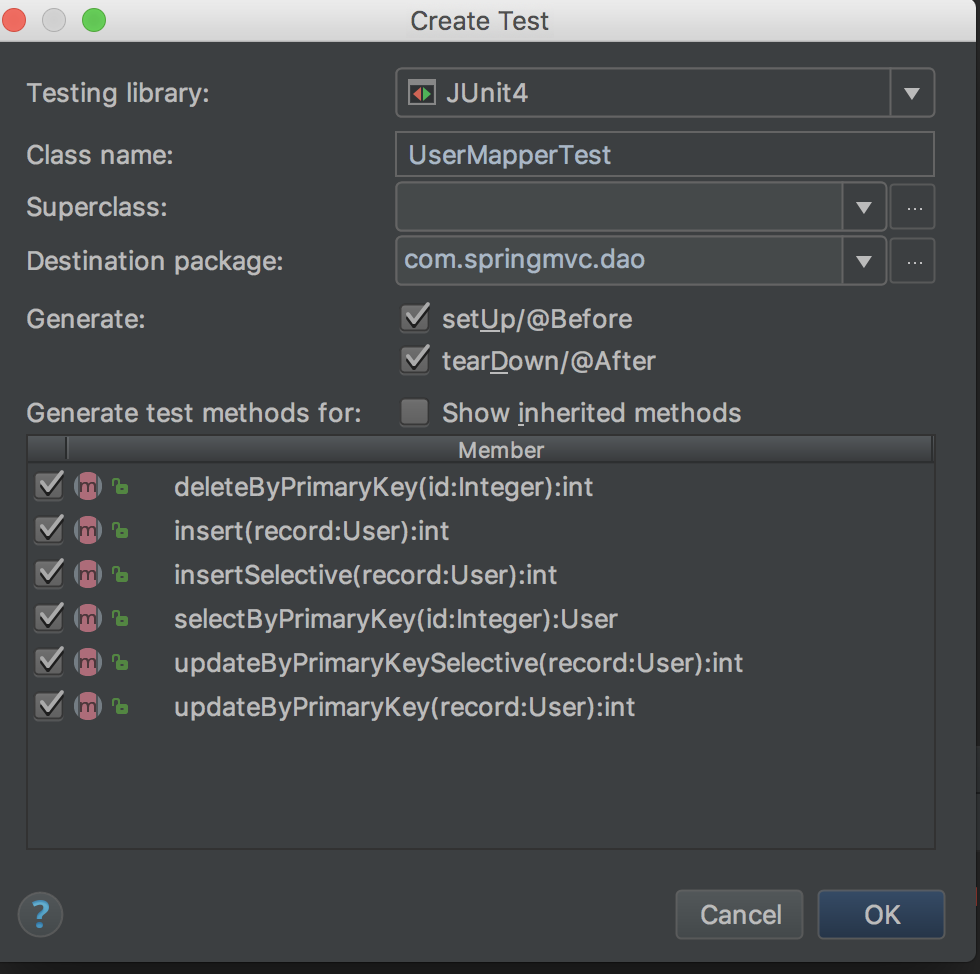 Create Test
Testing library: JUnit4
Class name: UserMapperTest
Superclass: ...
Destination package: com.springmvc.dao ...
Generate: setUp/@Before
tearDown/@After
Generate test methods for: Show inherited methods
Member
m deleteByPrimaryKey(id:Integer):int
m insert(record:User):int
m insertSelective(record:User):int
m selectByPrimaryKey(id:Integer):User
m updateByPrimaryKeySelective(record:User):int
m updateByPrimaryKey(record:User):int
? Cancel OK